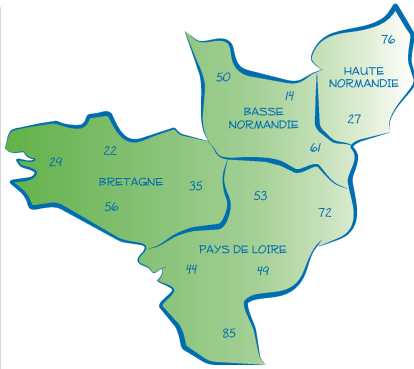 76
50
HAUTE
NORMANDIE
14
BASSE
NORMANDIE
27
61
22
29
BRETAGNE
35
53
56
72
PAYS DE LOIRE
44
49
85